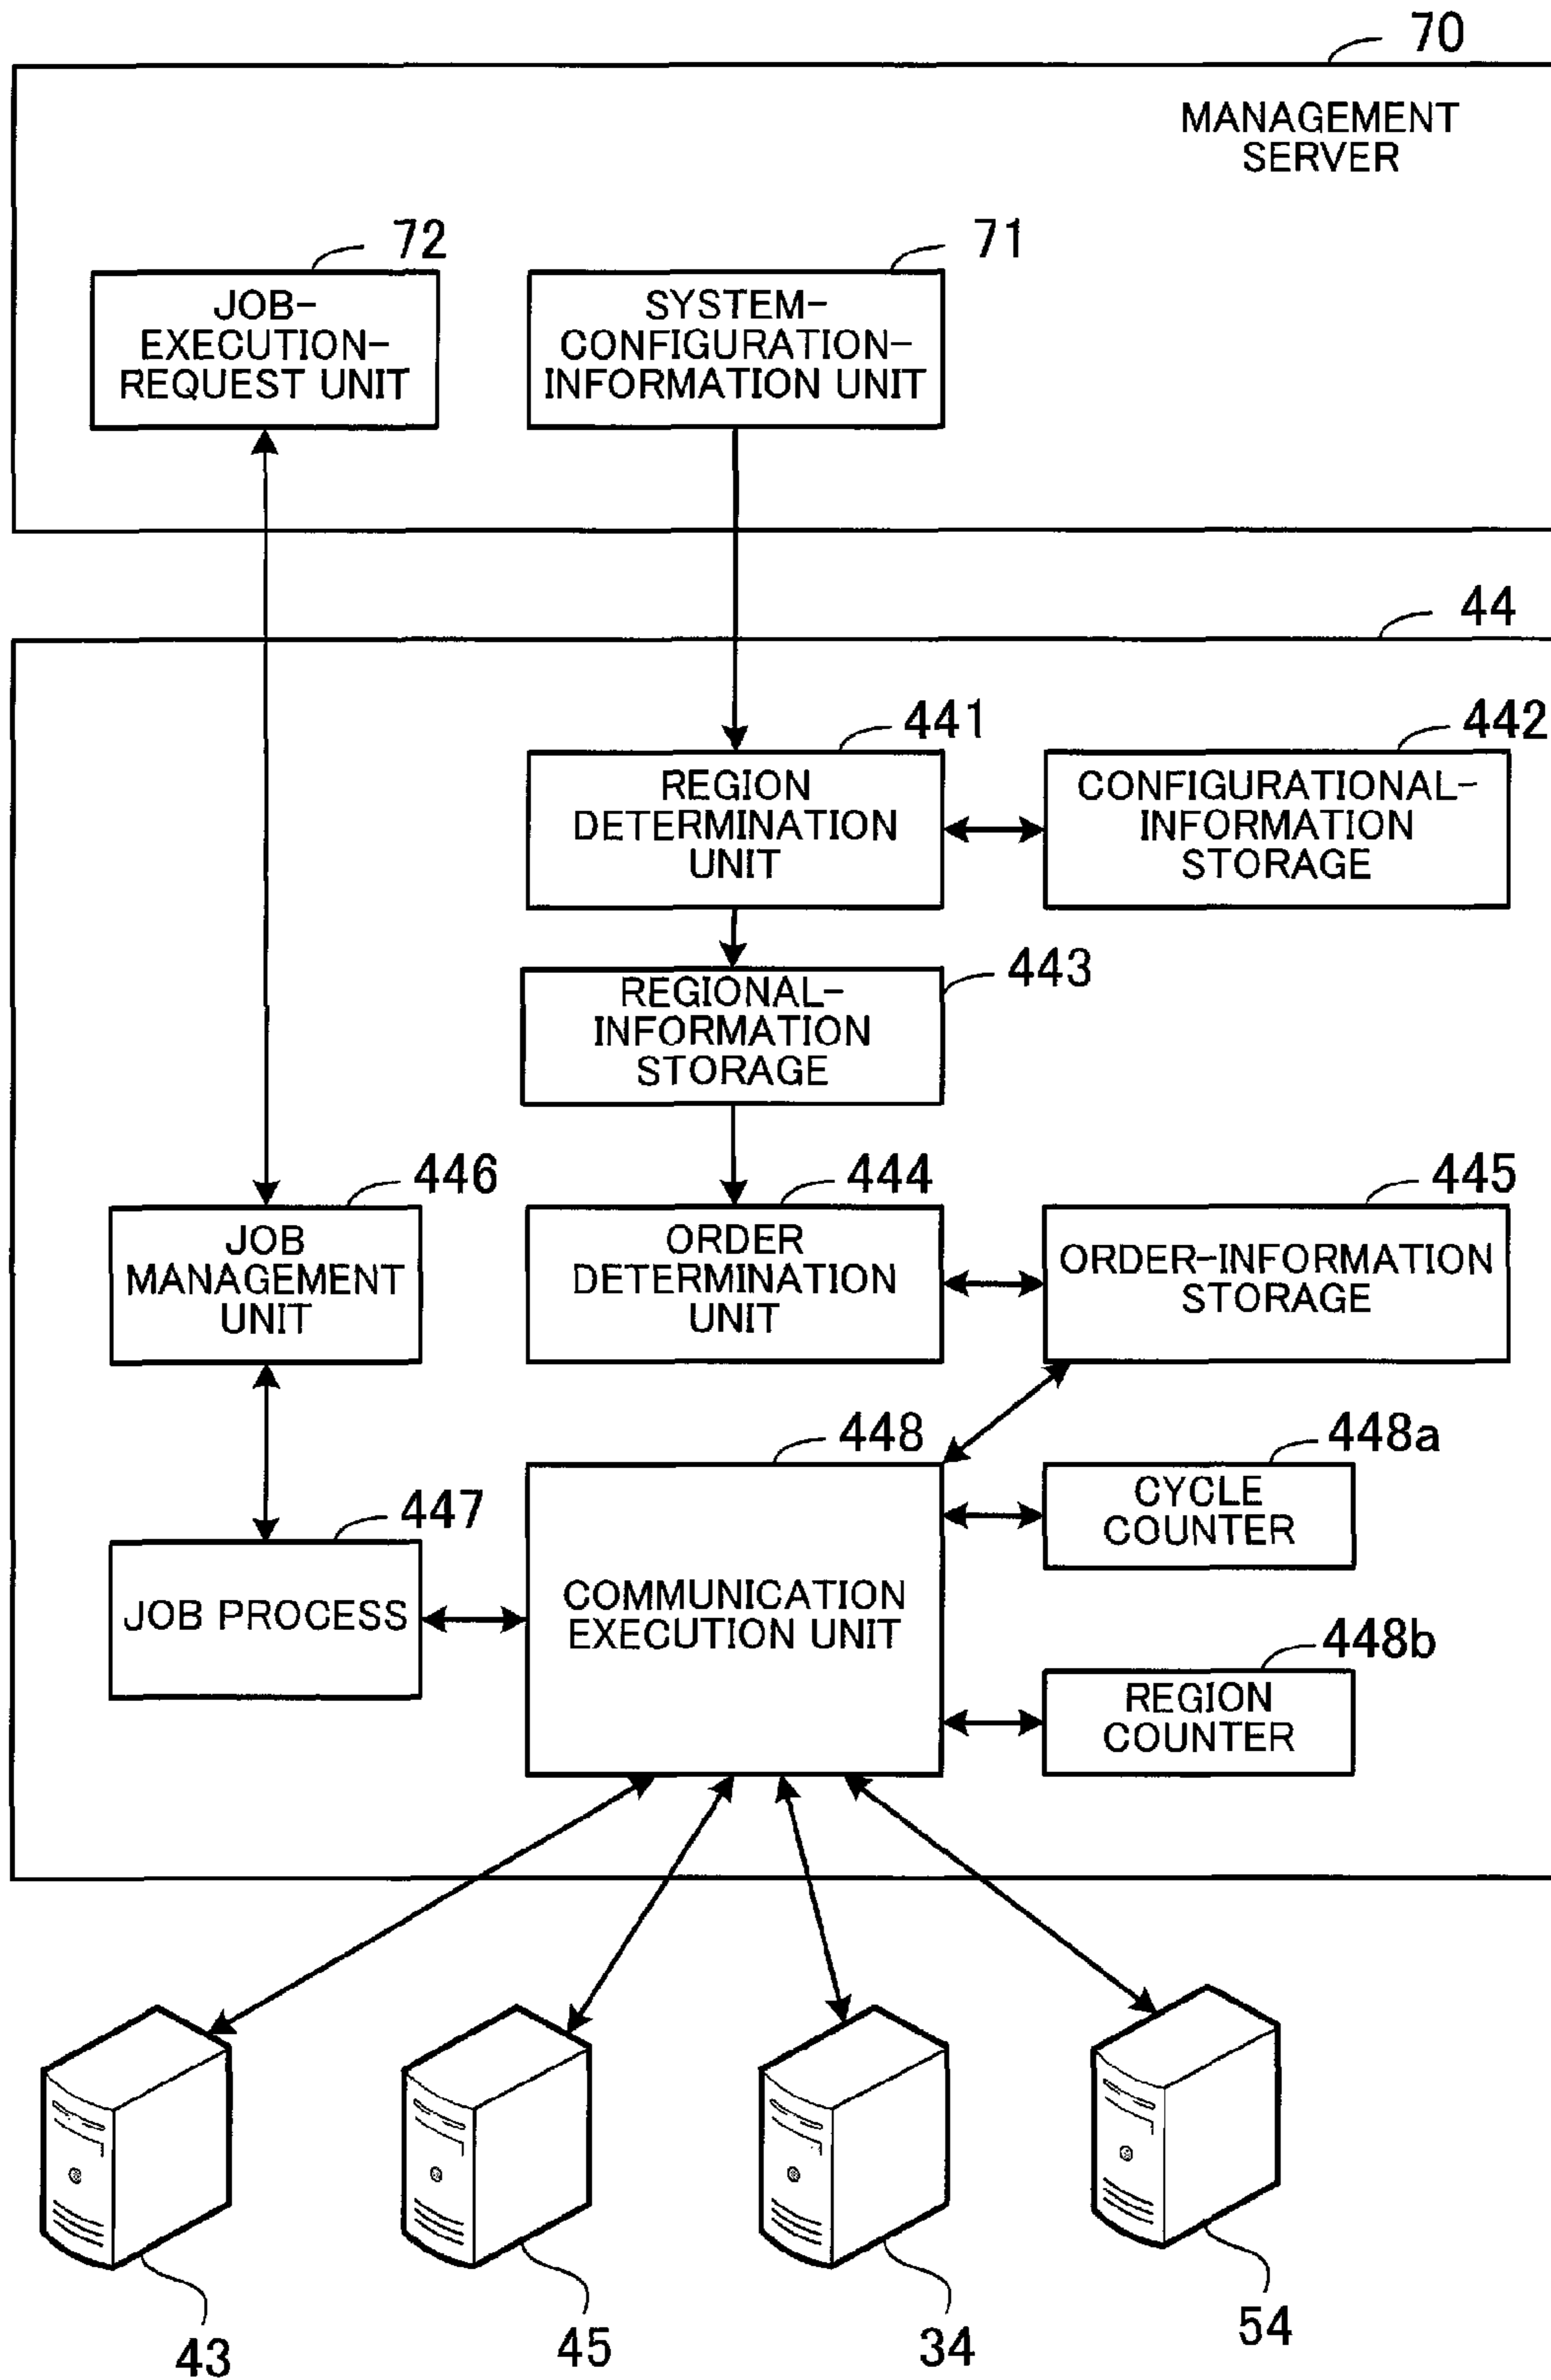 70
MANAGEMENT
SERVER
72
71
JOB-
EXECUTION-
REQUEST UNIT
SYSTEM-
CONFIGURATION-
INFORMATION UNIT
44
441
442
REGION
DETERMINATION
UNIT
CONFIGURATIONAL-
INFORMATION
STORAGE
443
REGIONAL-
INFORMATION
STORAGE
446
444
445
JOB
MANAGEMENT
UNIT
ORDER
DETERMINATION
UNIT
ORDER-INFORMATION
STORAGE
448
448a
CYCLE
COUNTER
447
JOB PROCESS
COMMUNICATION
EXECUTION UNIT
448b
REGION
COUNTER
43
45
34
54